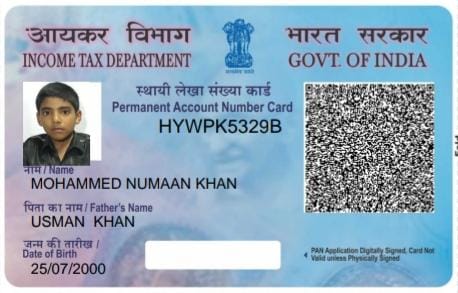 आयकर विभाग
INCOME TAX DEPARTMENT
भारत सरकार
GOVT. OF INDIA
स्थायी लेखा संख्या कार्ड
Permanent Account Number Card
HYWPK5329B
नाम / Name
MOHAMMED NUMAAN KHAN
पिता का नाम / Father's Name
USMAN KHAN
जन्म की तारीख /
Date of Birth
25/07/2000
PAN Application Digitally Signed, Card Not
Valid unless Physically Signed